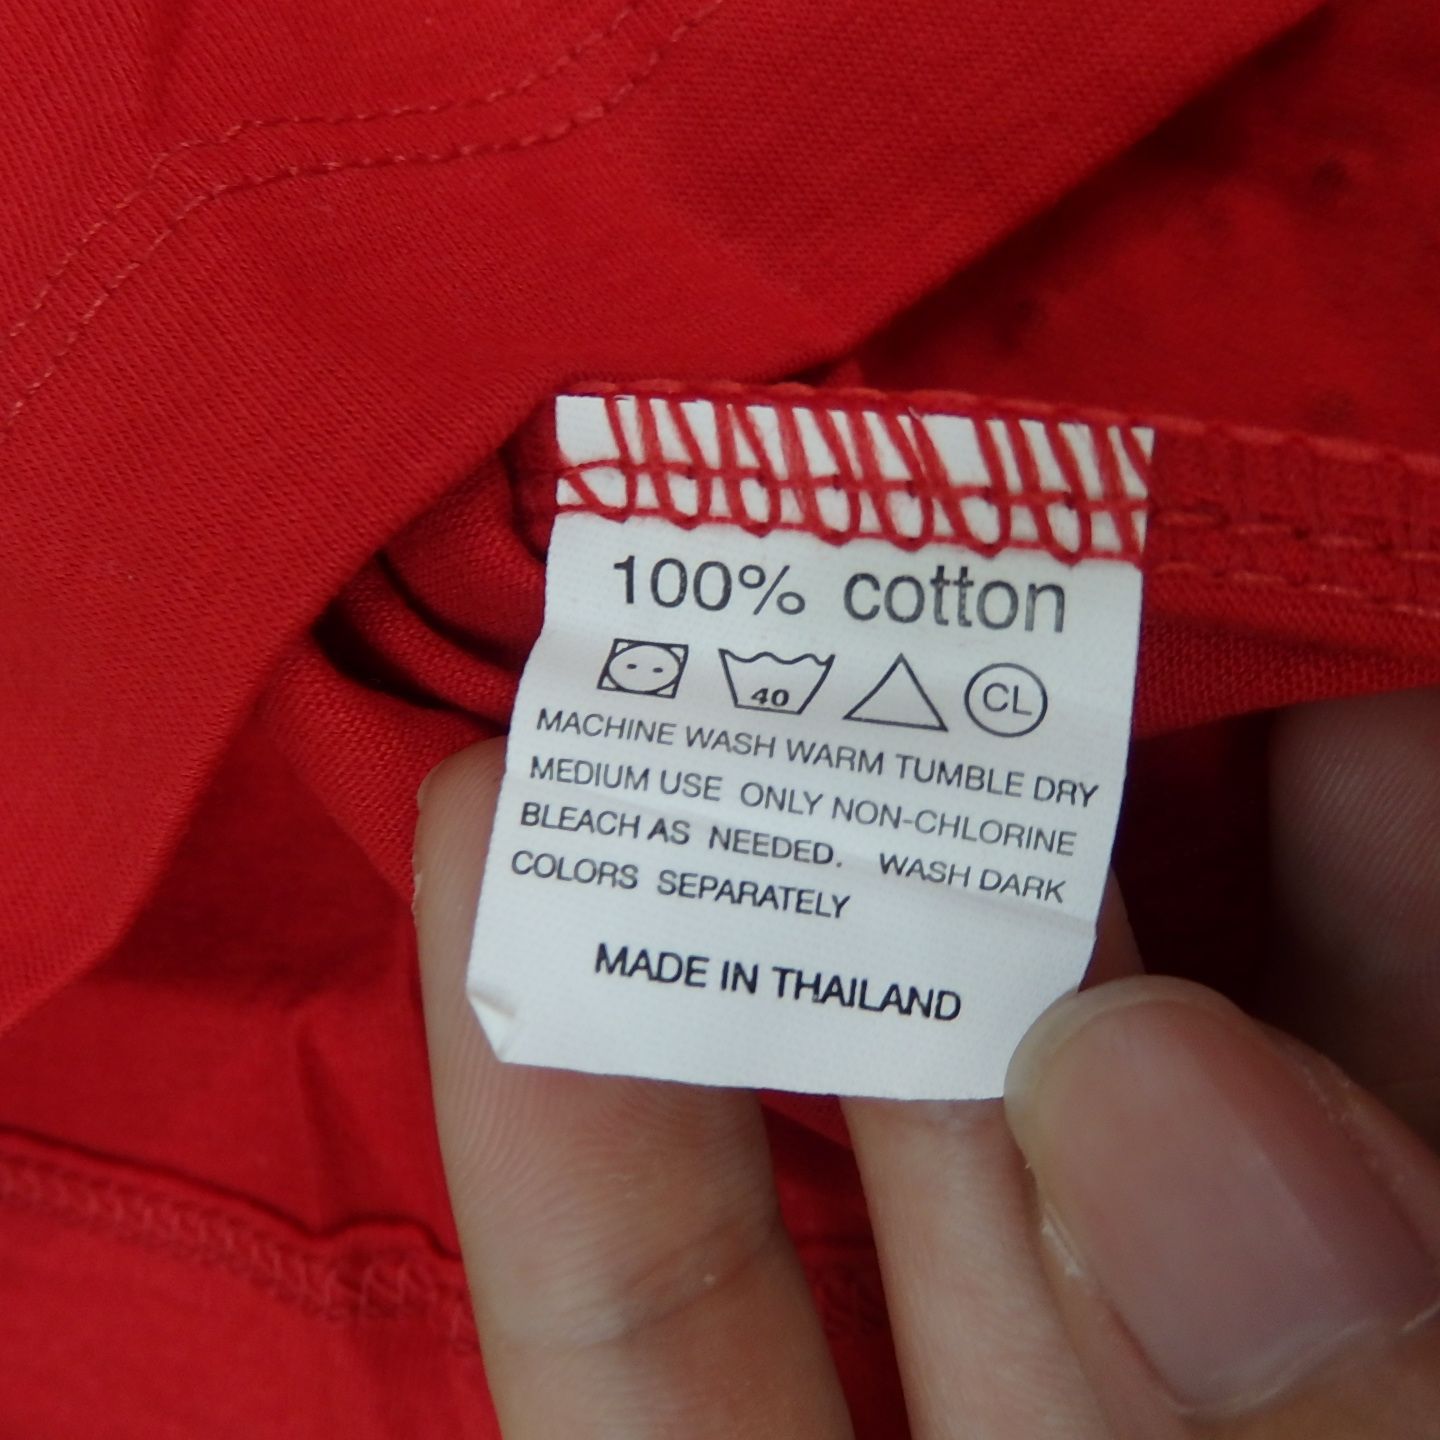 100% cotton
40 CL
MACHINE WASH WARM TUMBLE DRY
MEDIUM USE ONLY NON-CHLORINE
BLEACH AS NEEDED. WASH DARK
COLORS SEPARATELY
MADE IN THAILAND